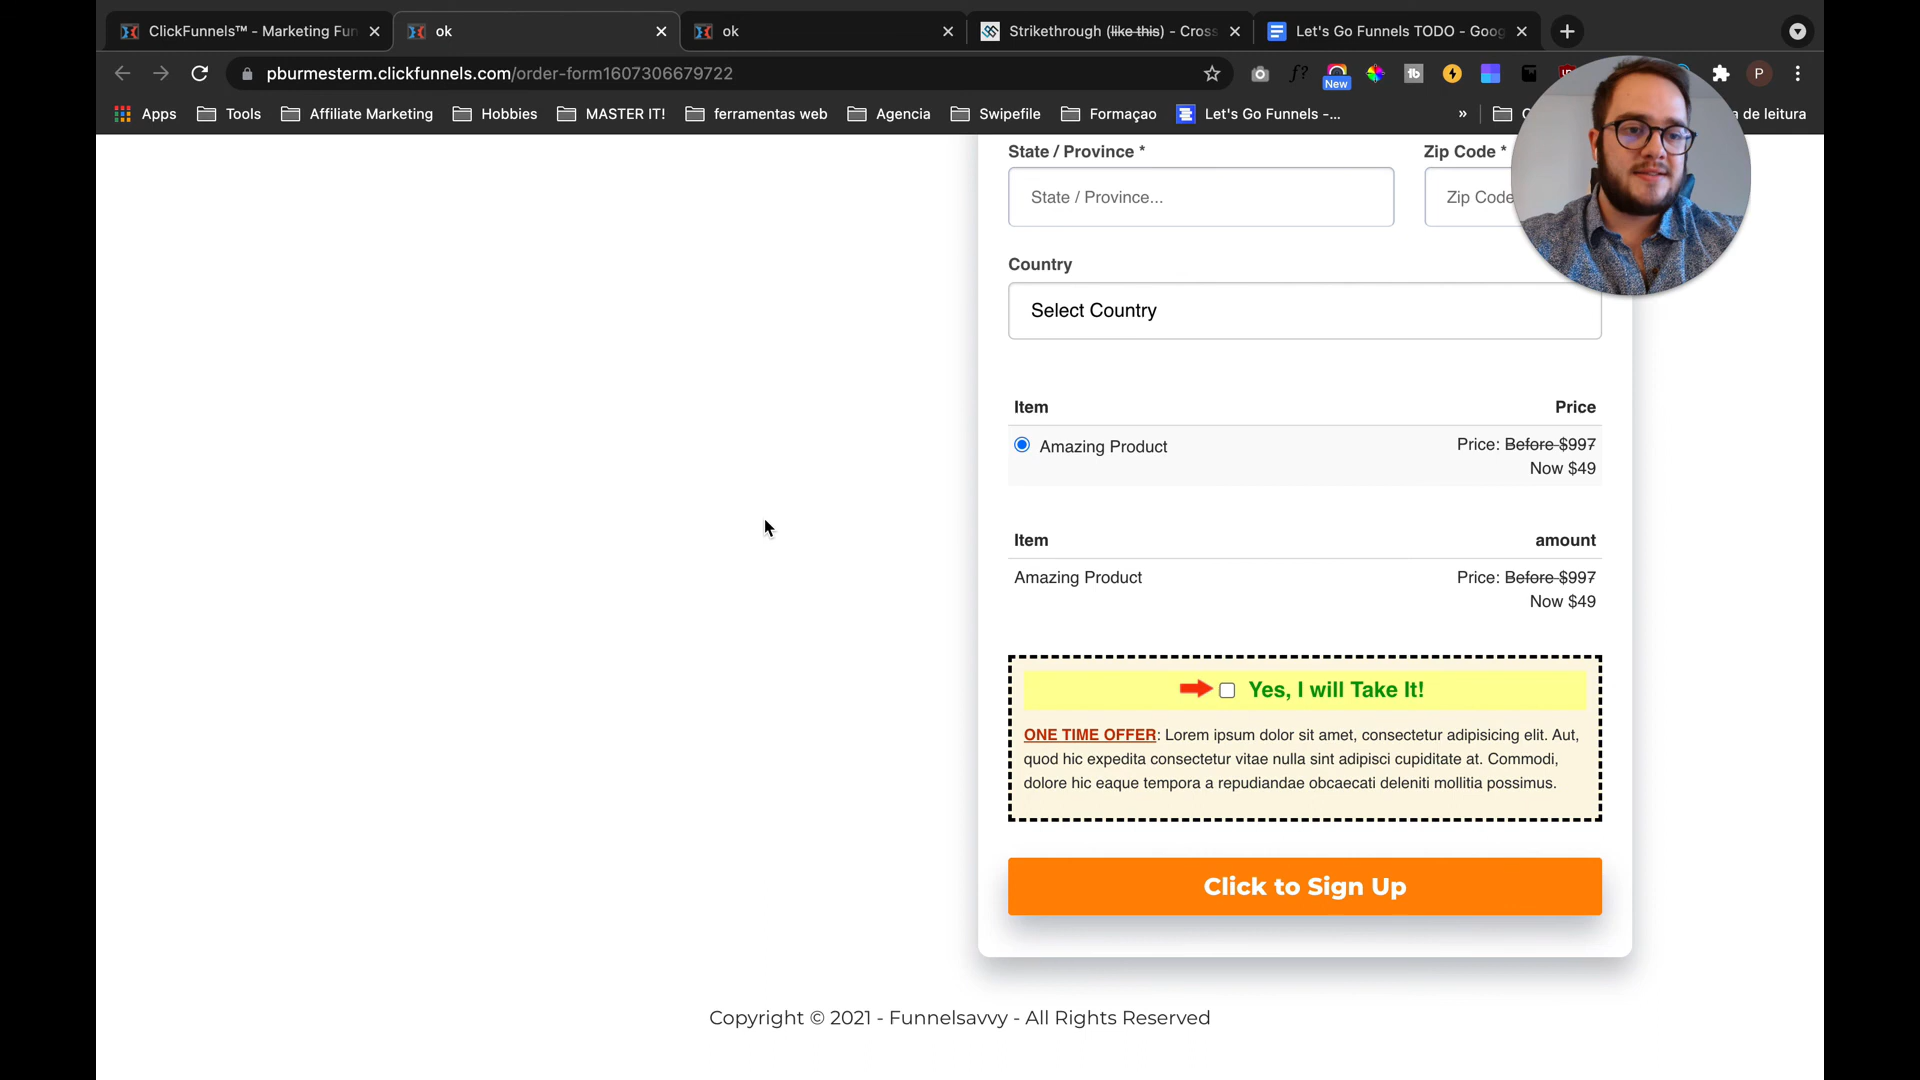 ClickFunnels™ - Marketing Fun
ok
ok
Strikethrough (like this) - Cross
Let's Go Funnels TODO - Goog
pburmesterm.clickfunnels.com/order-form1607306679722
f?
New
P
Apps
Tools
Affiliate Marketing
Hobbies
MASTER IT!
ferramentas web
Agencia
Swipefile
Formaçao
Let's Go Funnels -...
»
a de leitura
State / Province *
Zip Code *
State / Province...
Zip Code
Country
Select Country
Item Price
Amazing Product Price: Before $997
Now $49
Item amount
Amazing Product Price: Before $997
Now $49
Yes, I will Take It!
ONE TIME OFFER: Lorem ipsum dolor sit amet, consectetur adipisicing elit. Aut,
quod hic expedita consectetur vitae nulla sint adipisci cupiditate at. Commodi,
dolore hic eaque tempora a repudiandae obcaecati deleniti mollitia possimus.
Click to Sign Up
Copyright © 2021 - Funnelsavvy - All Rights Reserved